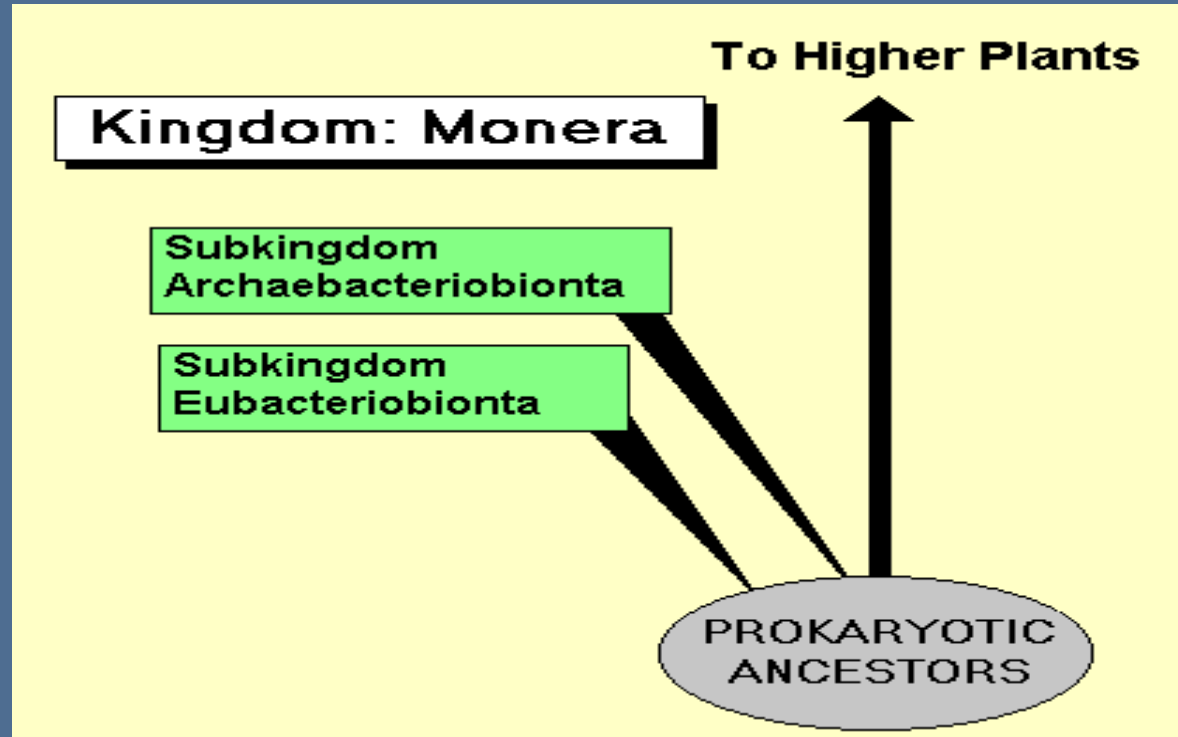 To Higher Plants
Kingdom: Monera
Subkingdom
Archaebacteriobionta
Subkingdom
Eubacteriobionta
PROKARYOTIC
ANCESTORS